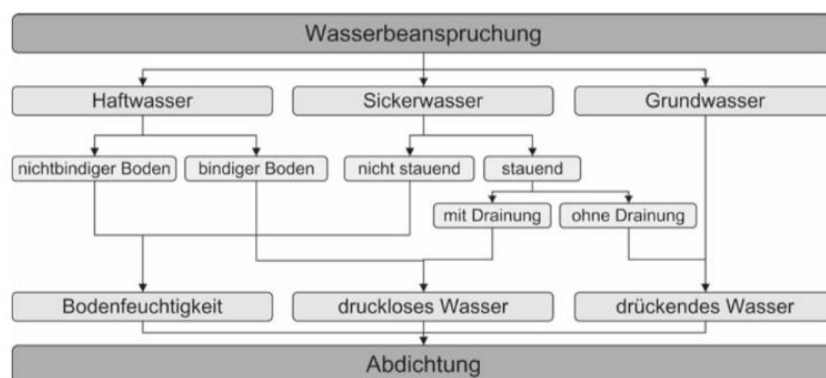 Wasserbeanspruchung
Haftwasser
Sickerwasser
Grundwasser
nichtbindiger Boden
bindiger Boden
nicht stauend
stauend
mit Drainung
ohne Drainung
Bodenfeuchtigkeit
druckloses Wasser
drückendes Wasser
Abdichtung